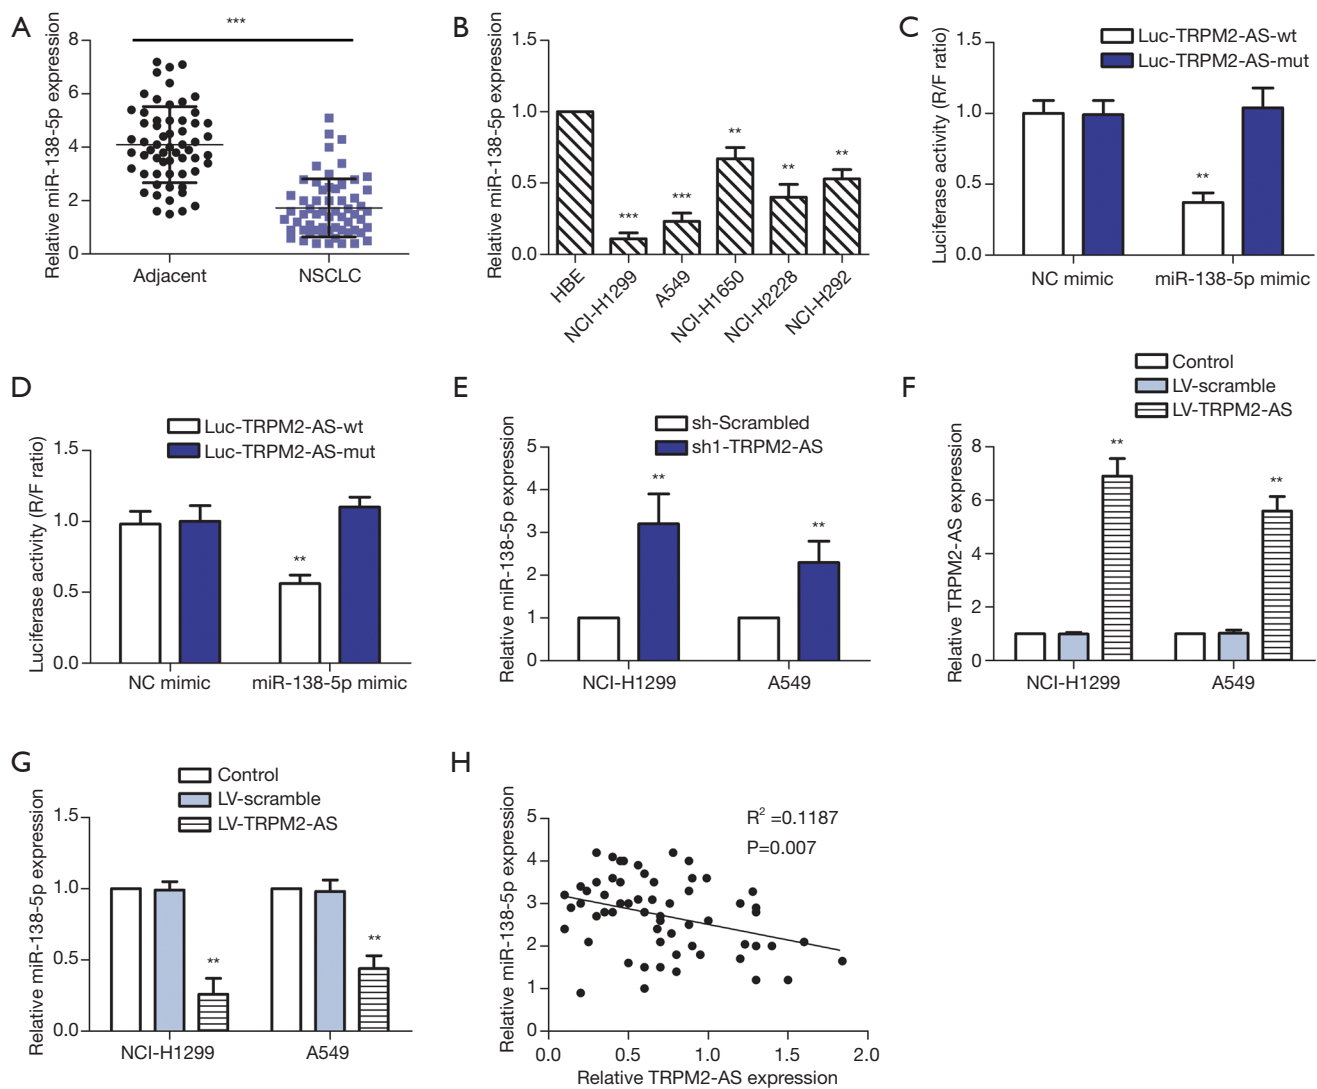 A
Relative miR-138-5p expression
8
6
4
2
0
***
Adjacent
NSCLC
B
Relative miR-138-5p expression
1.5
1.0
0.5
0.0
***
***
**
**
**
HBE
NCI-H1299
A549
NCI-H1650
NCI-H2228
NCI-H292
C
Luc-TRPM2-AS-wt
Luc-TRPM2-AS-mut
Luciferase activity (R/F ratio)
1.5
1.0
0.5
0.0
**
NC mimic
miR-138-5p mimic
D
Luc-TRPM2-AS-wt
Luc-TRPM2-AS-mut
Luciferase activity (R/F ratio)
1.5
1.0
0.5
0.0
**
NC mimic
miR-138-5p mimic
E
sh-Scrambled
sh1-TRPM2-AS
Relative miR-138-5p expression
5
4
3
2
1
0
**
**
NCI-H1299
A549
F
Control
LV-scramble
LV-TRPM2-AS
Relative TRPM2-AS expression
8
6
4
2
0
**
**
NCI-H1299
A549
G
Control
LV-scramble
LV-TRPM2-AS
Relative miR-138-5p expression
1.5
1.0
0.5
0.0
**
**
NCI-H1299
A549
H
R² =0.1187
P=0.007
Relative miR-138-5p expression
5
4
3
2
1
0
0.0
0.5
1.0
1.5
2.0
Relative TRPM2-AS expression